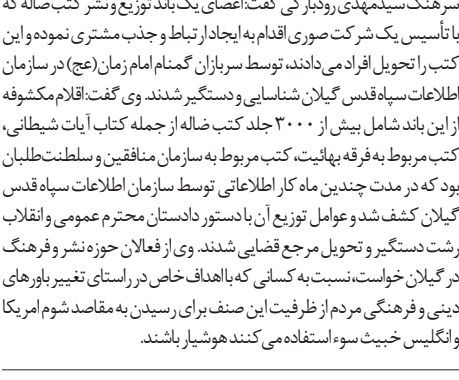 سرهنگ سیدمهدی رودبارکی گفت: اعضای یک باند توزیع و نشر کتب ضاله که
با تأسیس یک شرکت صوری اقدام به ایجاد ارتباط و جذب مشتری نموده و این
کتب را تحویل افراد می‌دادند، توسط سربازان گمنام امام زمان(عج) در سازمان
اطلاعات سپاه قدس گیلان شناسایی و دستگیر شدند. وی گفت: اقلام مکشوفه
از این باند شامل بیش از ۳۰۰۰ جلد کتب ضاله از جمله کتاب آیات شیطانی،
کتب مربوط به فرقه بهائیت، کتب مربوط به سازمان منافقین و سلطنت‌طلبان
بود که در مدت چندین ماه کار اطلاعاتی توسط سازمان اطلاعات سپاه قدس
گیلان کشف شد و عوامل توزیع آن با دستور دادستان محترم عمومی و انقلاب
رشت دستگیر و تحویل مرجع قضایی شدند. وی از فعالان حوزه نشر و فرهنگ
در گیلان خواست، نسبت به کسانی که با اهداف خاص در راستای تغییر باورهای
دینی و فرهنگی مردم از ظرفیت این صنف برای رسیدن به مقاصد شوم امریکا
و انگلیس خبیث سوء استفاده می‌کنند هوشیار باشند.